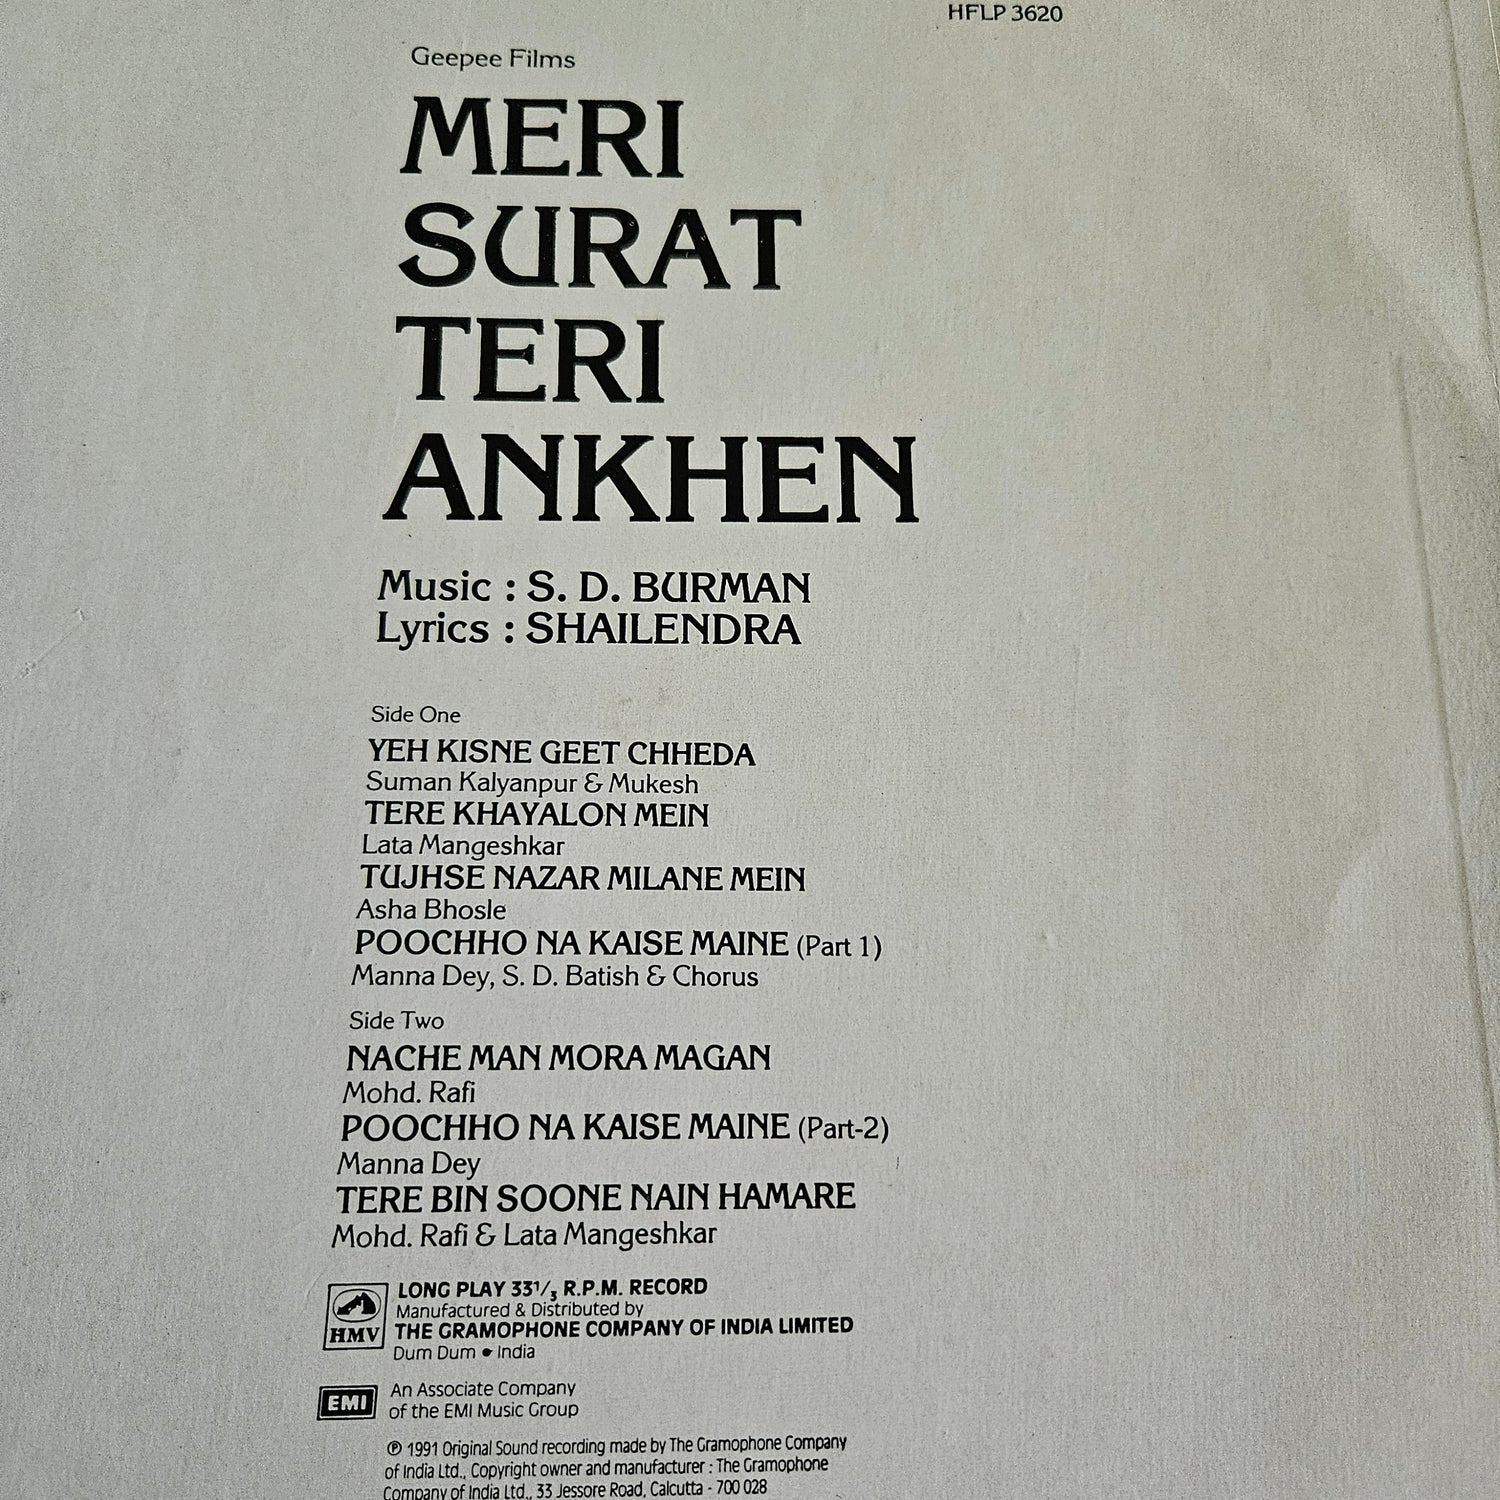 HFLP 3620
Geepee Films
MERI
SURAT
TERI
ANKHEN
Music : S. D. BURMAN
Lyrics : SHAILENDRA
Side One
YEH KISNE GEET CHHEDA
Suman Kalyanpur & Mukesh
TERE KHAYALON MEIN
Lata Mangeshkar
TUJHSE NAZAR MILANE MEIN
Asha Bhosle
POOCHHO NA KAISE MAINE (Part 1)
Manna Dey, S. D. Batish & Chorus
Side Two
NACHE MAN MORA MAGAN
Mohd. Rafi
POOCHHO NA KAISE MAINE (Part-2)
Manna Dey
TERE BIN SOONE NAIN HAMARE
Mohd. Rafi & Lata Mangeshkar
HMV
LONG PLAY 33 1/3 R.P.M. RECORD
Manufactured & Distributed by
THE GRAMOPHONE COMPANY OF INDIA LIMITED
Dum Dum • India
EMI
An Associate Company
of the EMI Music Group
℗ 1991 Original Sound recording made by The Gramophone Company
of India Ltd., Copyright owner and manufacturer : The Gramophone
Company of India Ltd., 33 Jessore Road, Calcutta - 700 028